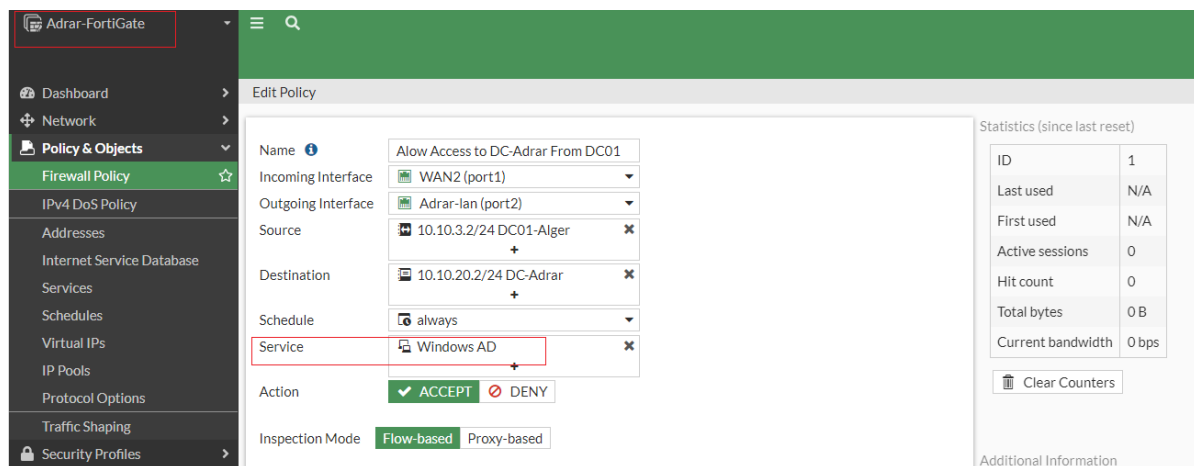 Adrar-FortiGate
Dashboard
Network
Policy & Objects
Firewall Policy
IPv4 DoS Policy
Addresses
Internet Service Database
Services
Schedules
Virtual IPs
IP Pools
Protocol Options
Traffic Shaping
Security Profiles
Edit Policy
Name Alow Access to DC-Adrar From DC01
Incoming Interface WAN2 (port1)
Outgoing Interface Adrar-lan (port2)
Source 10.10.3.2/24 DC01-Alger
+
Destination 10.10.20.2/24 DC-Adrar
+
Schedule always
Service Windows AD
+
Action ACCEPT DENY
Inspection Mode Flow-based Proxy-based
Statistics (since last reset)
ID 1
Last used N/A
First used N/A
Active sessions 0
Hit count 0
Total bytes 0 B
Current bandwidth 0 bps
Clear Counters
Additional Information